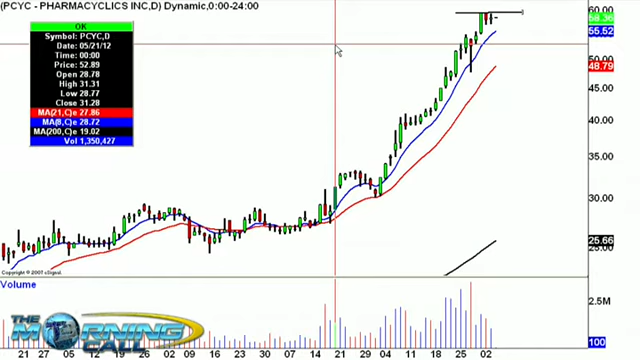 (PCYC - PHARMACYCLICS INC,D) Dynamic,0:00-24:00
OK
Symbol: PCYC,D
Date: 05/21/12
Time: 00:00
Price: 52.89
Open 28.78
High 31.31
Low 28.77
Close 31.28
MA(21,C)e 27.86
MA(8,C)e 28.72
MA(200,C)e 19.02
Vol 1,350,427
60.00
58.36
55.52
50.00
48.79
45.00
40.00
35.00
30.00
25.66
25.00
Copyright © 2007 eSignal.
Volume
2.5M
100
THE MORNING CALL
21 27 05 12 19 26 02 09 16 23 30 07 14 21 29 04 11 18 25 02